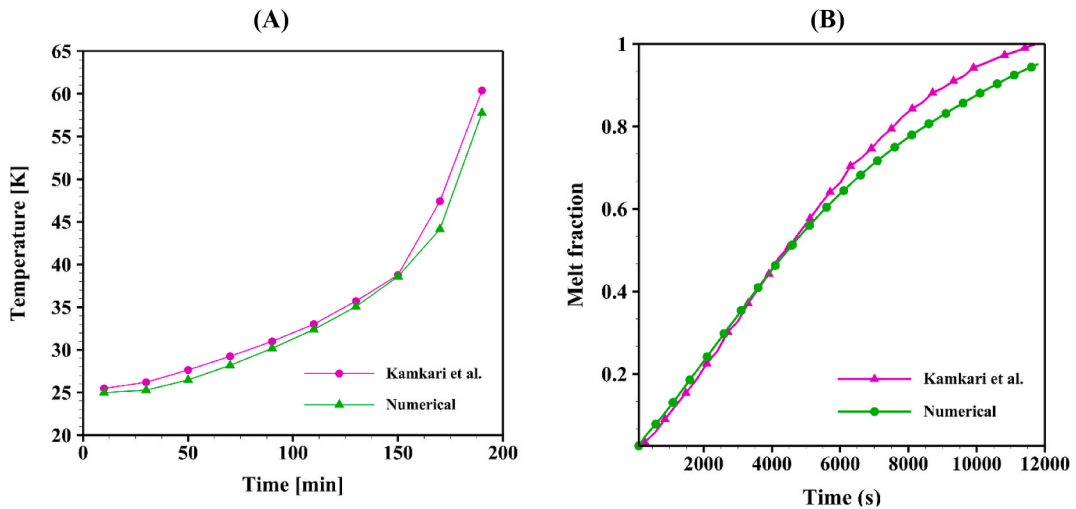 (A)
65
60
55
50
45
40
35
30
25
20
Temperature [K]
0
50
100
150
200
Time [min]
Kamkari et al.
Numerical
(B)
1
0.8
0.6
0.4
0.2
Melt fraction
2000
4000
6000
8000
10000
12000
Time (s)
Kamkari et al.
Numerical